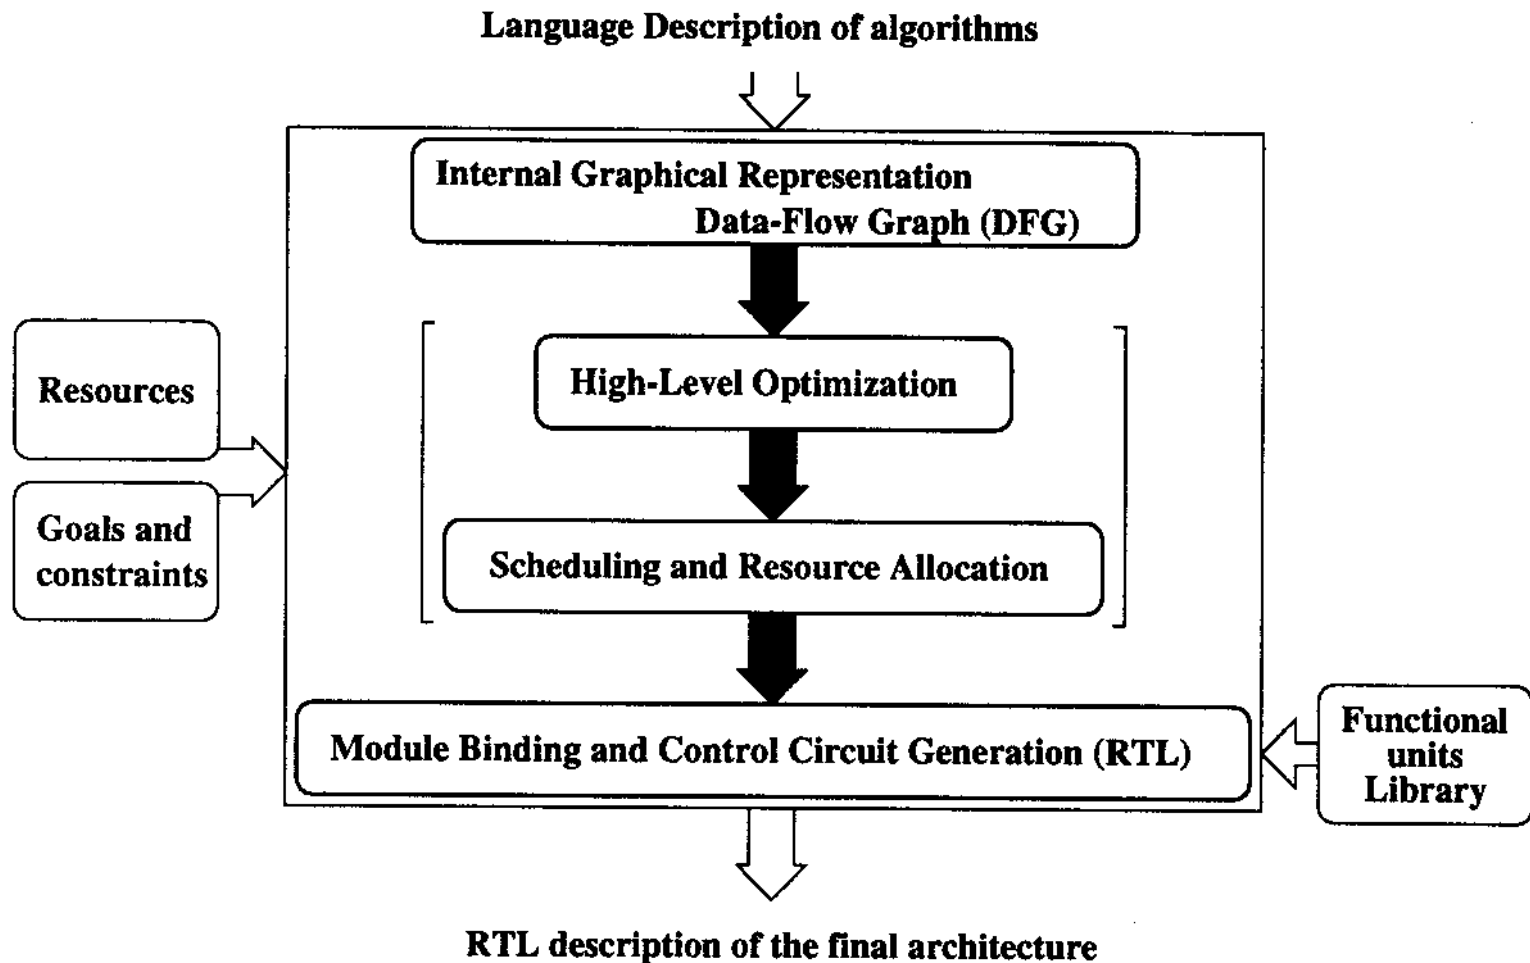 Language Description of algorithms
Internal Graphical Representation
Data-Flow Graph (DFG)
High-Level Optimization
Resources
Goals and
constraints
Scheduling and Resource Allocation
Module Binding and Control Circuit Generation (RTL)
Functional
units
Library
RTL description of the final architecture